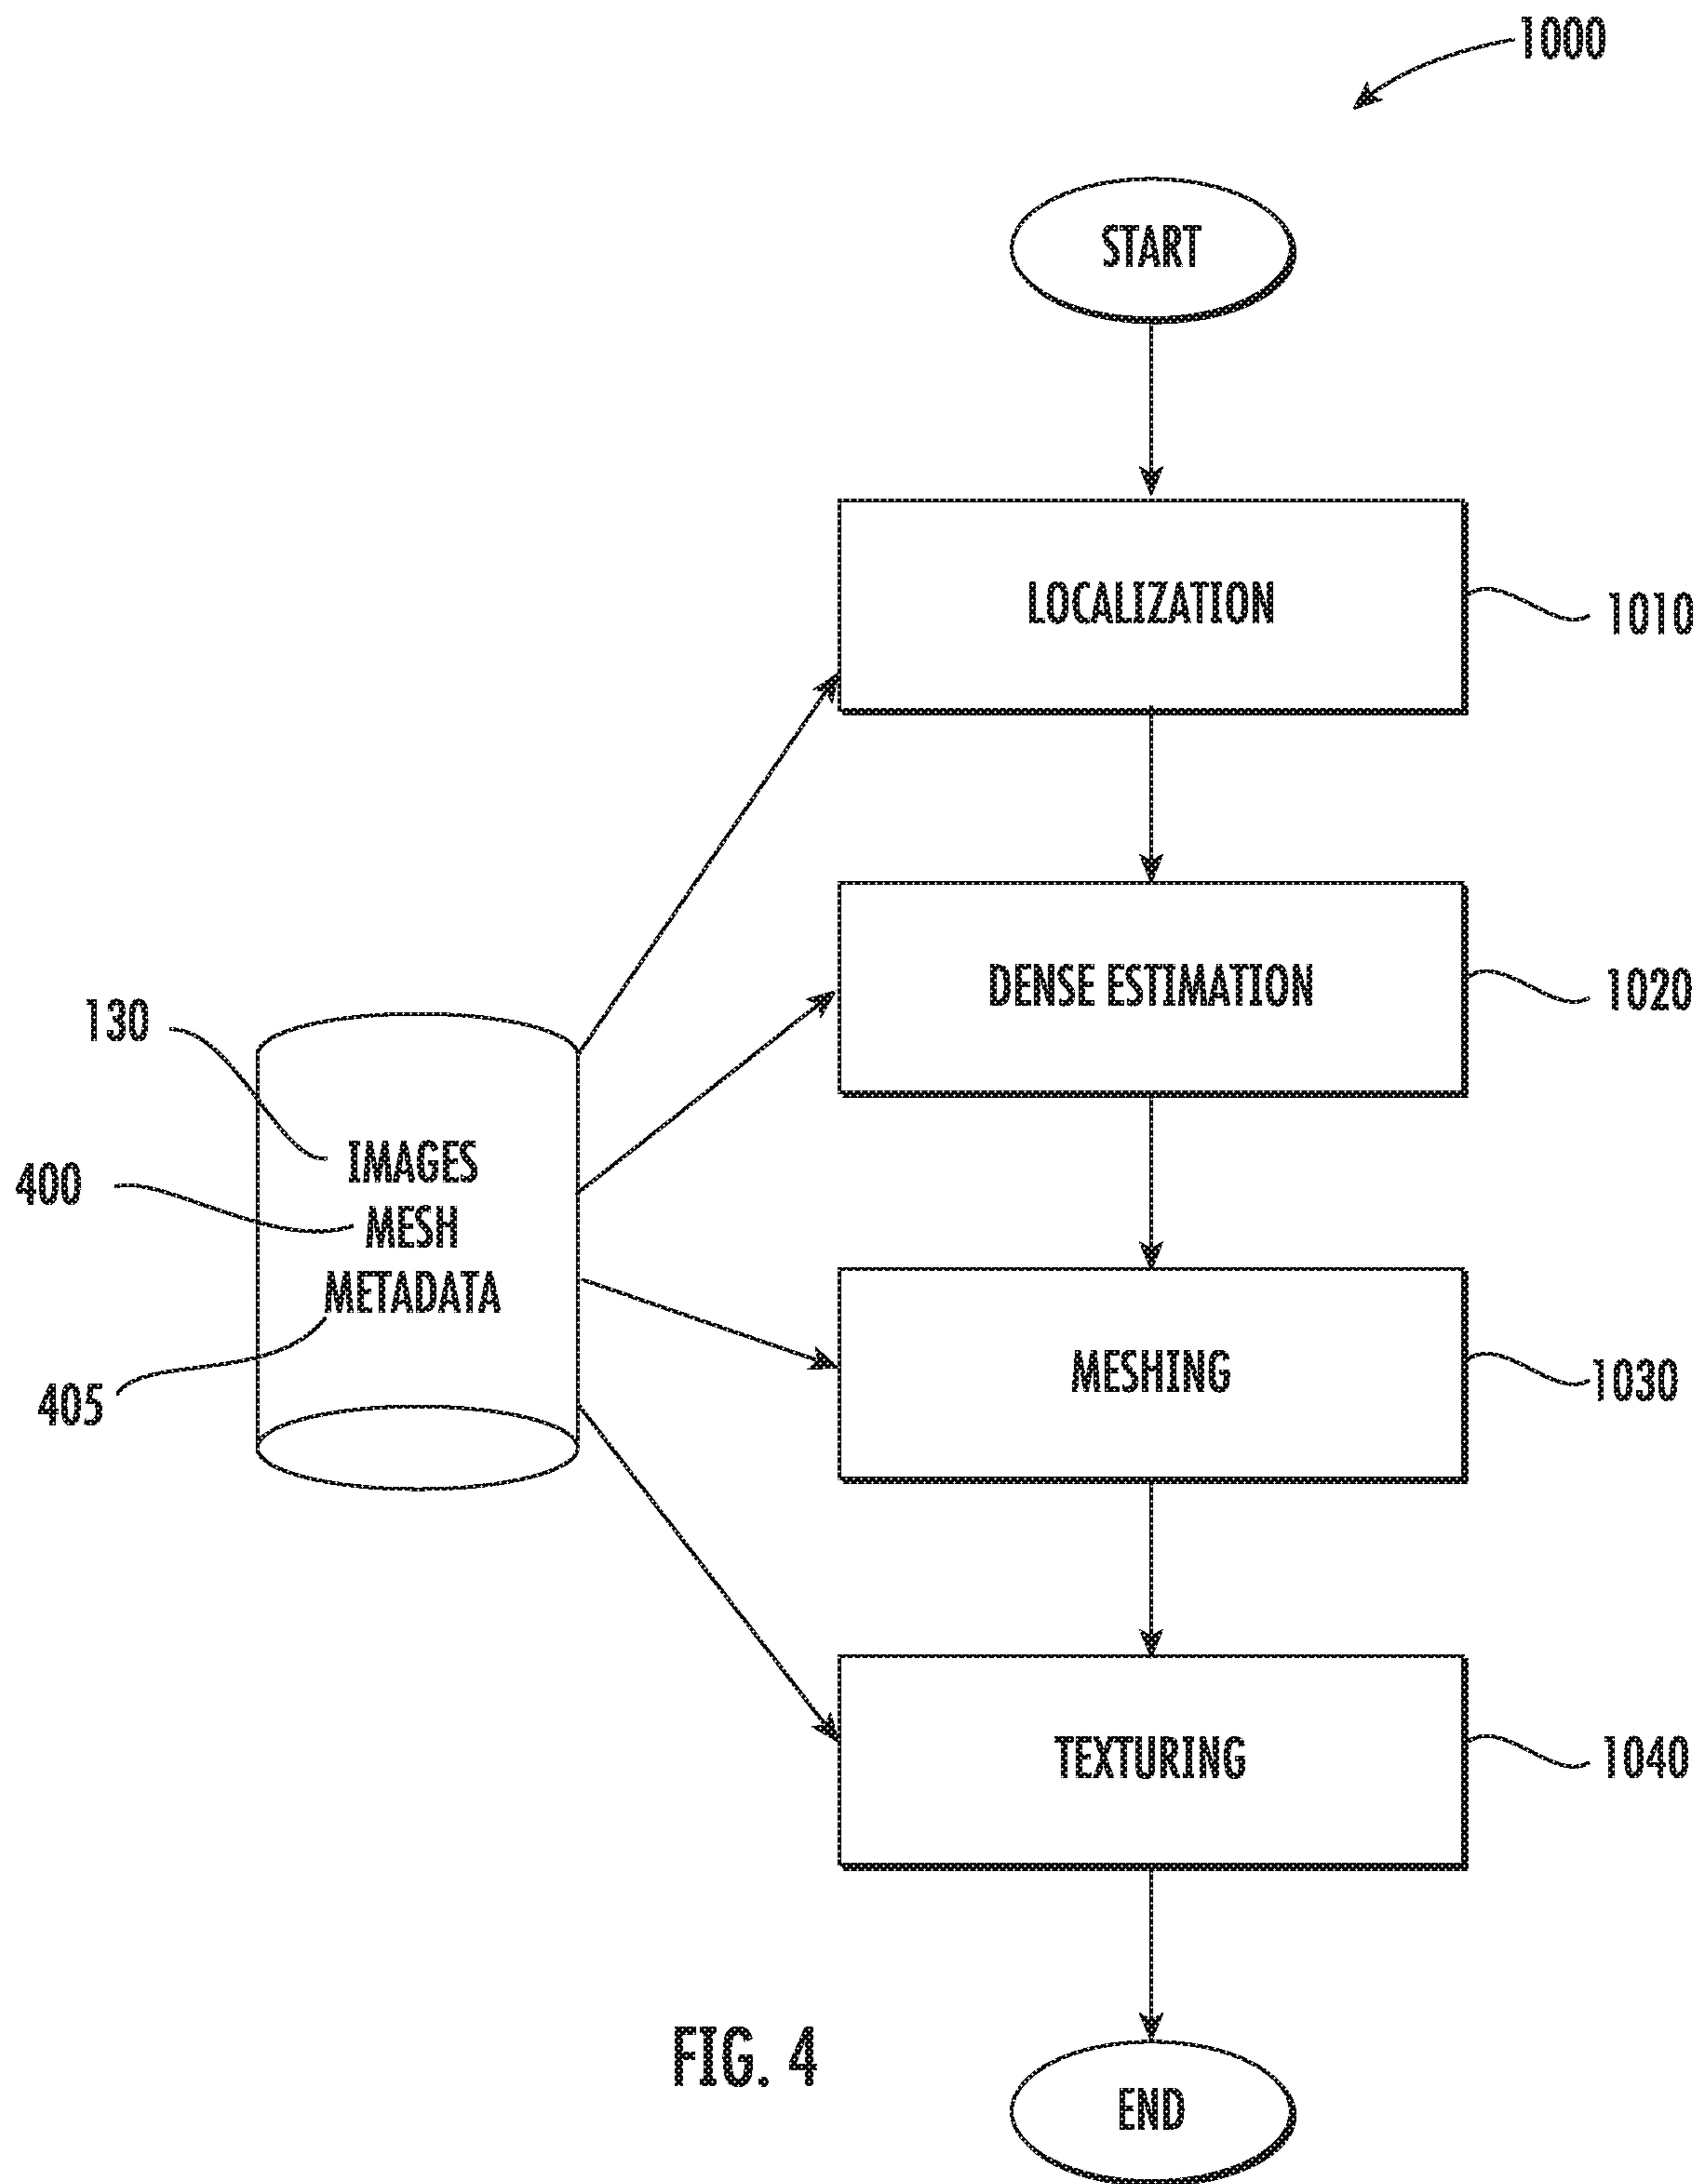 1000
START
LOCALIZATION
1010
DENSE ESTIMATION
1020
130
IMAGES
400
MESH
METADATA
405
MESHING
1030
TEXTURING
1040
FIG. 4
END